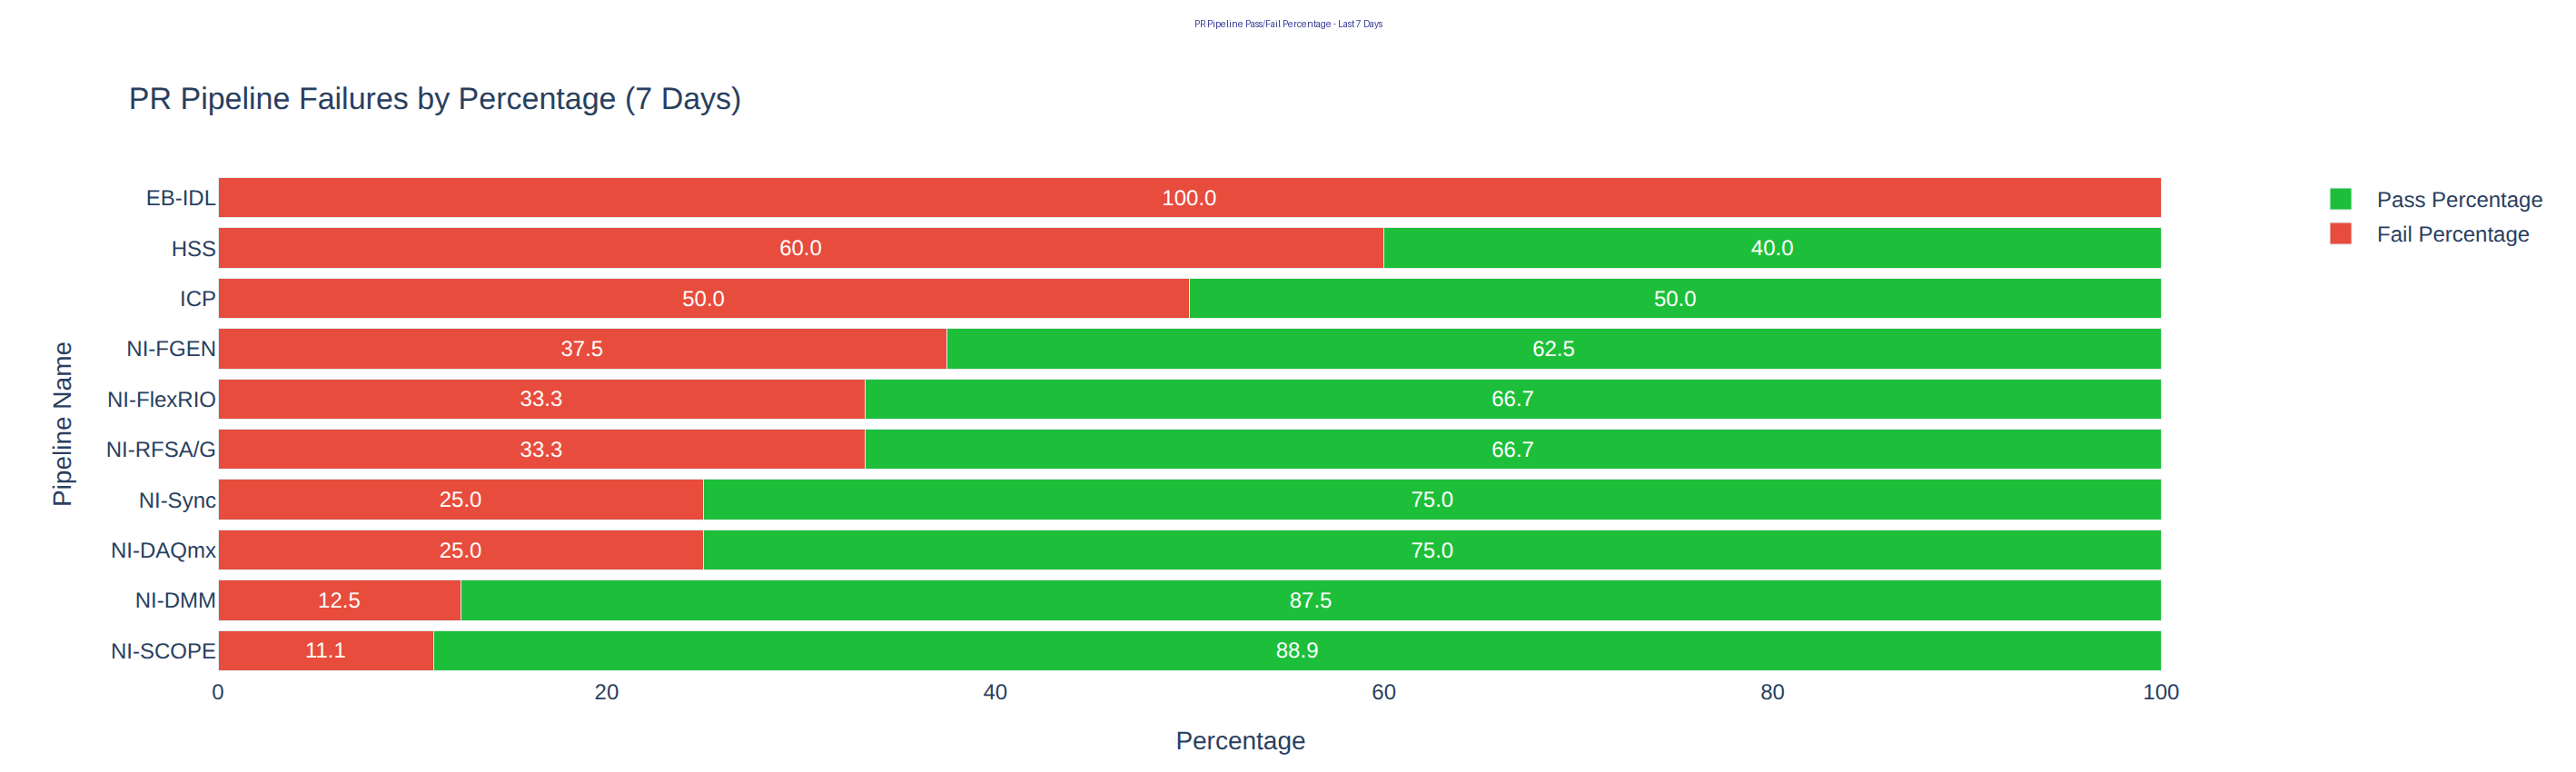 PR Pipeline Pass/Fail Percentage - Last 7 Days
PR Pipeline Failures by Percentage (7 Days)
EB-IDL 100.0
HSS 60.0 40.0
ICP 50.0 50.0
NI-FGEN 37.5 62.5
NI-FlexRIO 33.3 66.7
NI-RFSA/G 33.3 66.7
NI-Sync 25.0 75.0
NI-DAQmx 25.0 75.0
NI-DMM 12.5 87.5
NI-SCOPE 11.1 88.9
0 20 40 60 80 100
Percentage
Pipeline Name
Pass Percentage
Fail Percentage